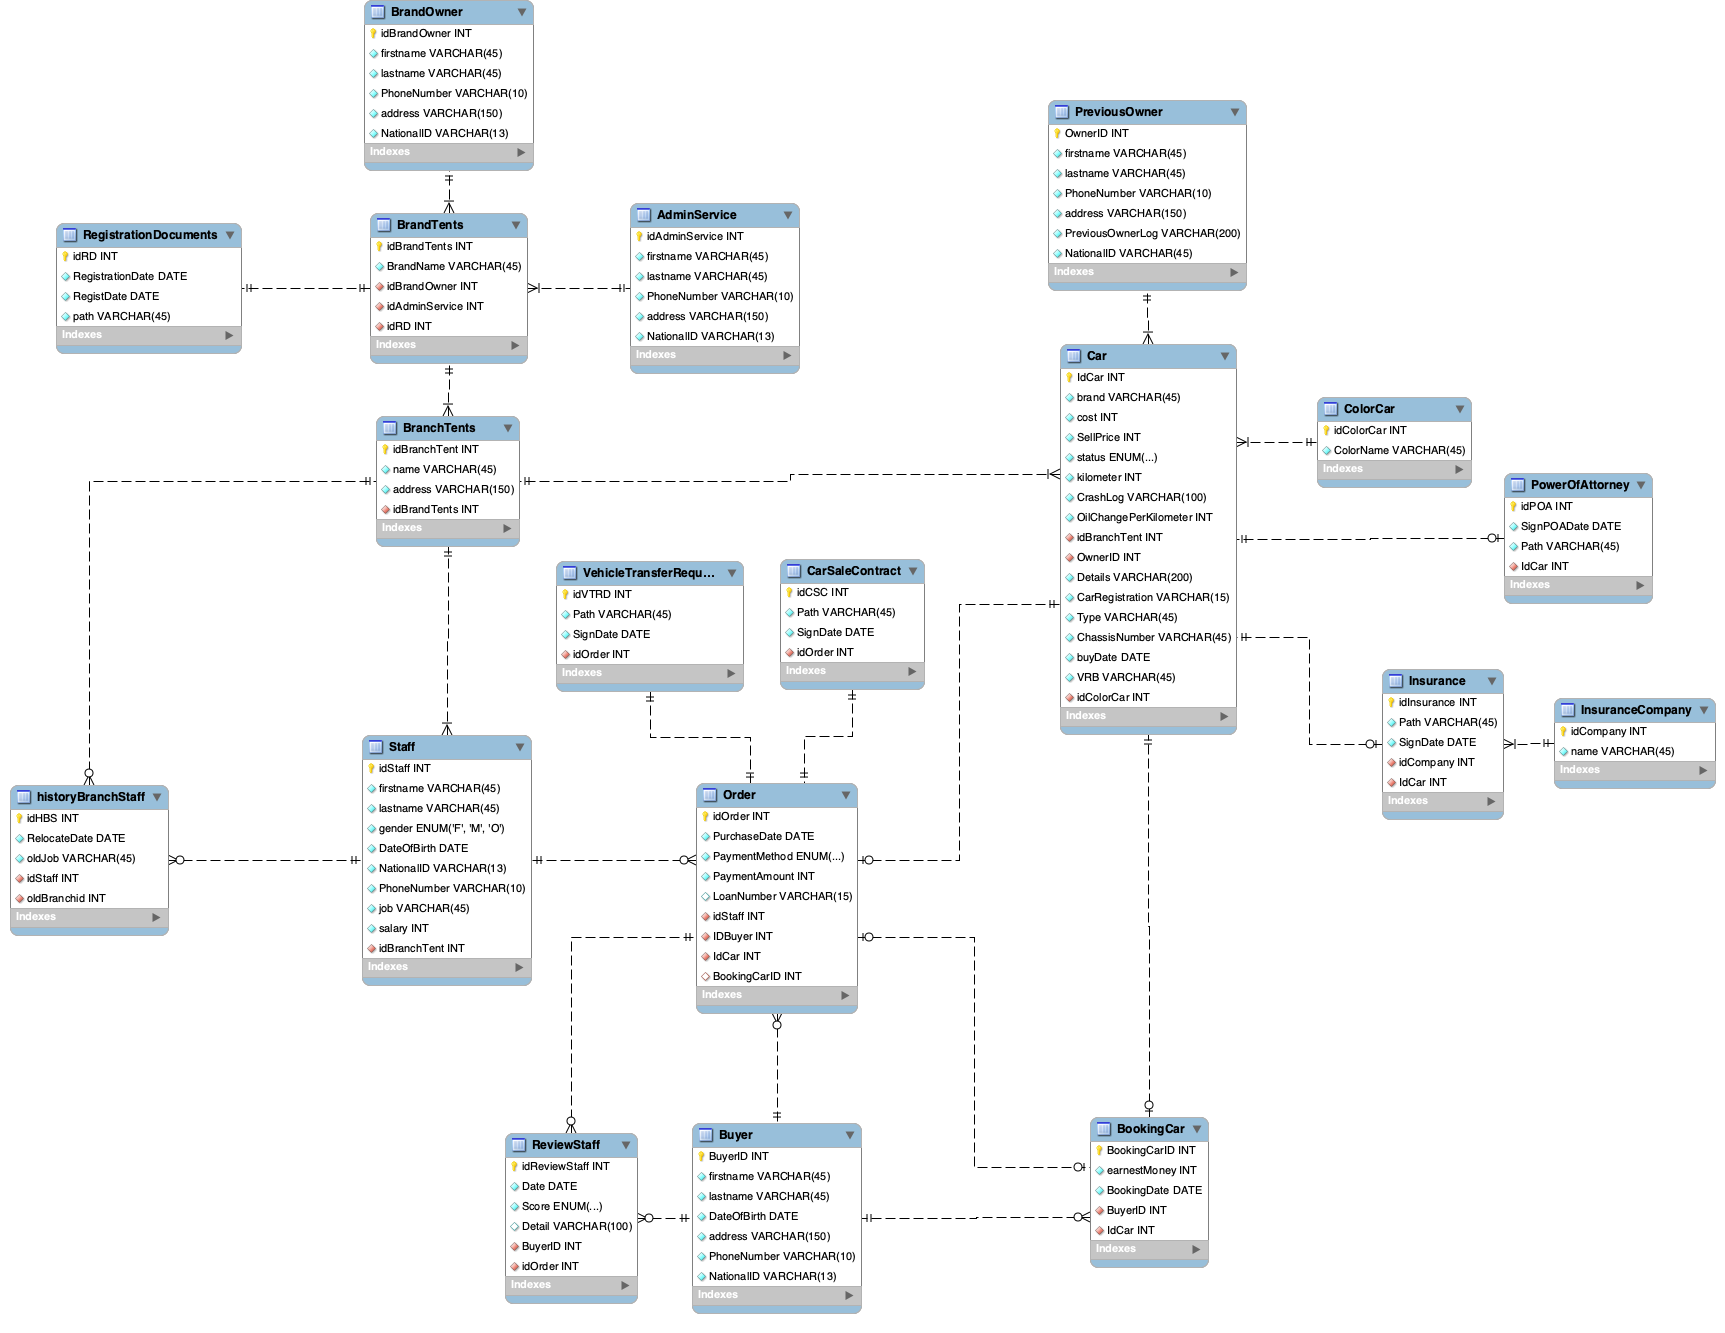 BrandOwner
idBrandOwner INT
firstname VARCHAR(45)
lastname VARCHAR(45)
PhoneNumber VARCHAR(10)
address VARCHAR(150)
NationalID VARCHAR(13)
Indexes
PreviousOwner
OwnerID INT
firstname VARCHAR(45)
lastname VARCHAR(45)
PhoneNumber VARCHAR(10)
address VARCHAR(150)
PreviousOwnerLog VARCHAR(200)
NationalID VARCHAR(45)
Indexes
RegistrationDocuments
idRD INT
RegistrationDate DATE
RegistDate DATE
path VARCHAR(45)
Indexes
BrandTents
idBrandTents INT
BrandName VARCHAR(45)
idBrandOwner INT
idAdminService INT
idRD INT
Indexes
AdminService
idAdminService INT
firstname VARCHAR(45)
lastname VARCHAR(45)
PhoneNumber VARCHAR(10)
address VARCHAR(150)
NationalID VARCHAR(13)
Indexes
Car
IdCar INT
brand VARCHAR(45)
cost INT
SellPrice INT
status ENUM(...)
kilometer INT
CrashLog VARCHAR(100)
OilChangePerKilometer INT
idBranchTent INT
OwnerID INT
Details VARCHAR(200)
CarRegistration VARCHAR(15)
Type VARCHAR(45)
ChassisNumber VARCHAR(45)
buyDate DATE
VRB VARCHAR(45)
idColorCar INT
Indexes
ColorCar
idColorCar INT
ColorName VARCHAR(45)
Indexes
BranchTents
idBranchTent INT
name VARCHAR(45)
address VARCHAR(150)
idBrandTents INT
Indexes
PowerOfAttorney
idPOA INT
SignPOADate DATE
Path VARCHAR(45)
IdCar INT
Indexes
VehicleTransferRequ...
idVTRD INT
Path VARCHAR(45)
SignDate DATE
idOrder INT
Indexes
CarSaleContract
idCSC INT
Path VARCHAR(45)
SignDate DATE
idOrder INT
Indexes
Insurance
idInsurance INT
Path VARCHAR(45)
SignDate DATE
idCompany INT
IdCar INT
Indexes
InsuranceCompany
idCompany INT
name VARCHAR(45)
Indexes
Staff
idStaff INT
firstname VARCHAR(45)
lastname VARCHAR(45)
gender ENUM('F', 'M', 'O')
DateOfBirth DATE
NationalID VARCHAR(13)
PhoneNumber VARCHAR(10)
job VARCHAR(45)
salary INT
idBranchTent INT
Indexes
historyBranchStaff
idHBS INT
RelocateDate DATE
oldJob VARCHAR(45)
idStaff INT
oldBranchid INT
Indexes
Order
idOrder INT
PurchaseDate DATE
PaymentMethod ENUM(...)
PaymentAmount INT
LoanNumber VARCHAR(15)
idStaff INT
IDBuyer INT
IdCar INT
BookingCarID INT
Indexes
ReviewStaff
idReviewStaff INT
Date DATE
Score ENUM(...)
Detail VARCHAR(100)
BuyerID INT
idOrder INT
Indexes
Buyer
BuyerID INT
firstname VARCHAR(45)
lastname VARCHAR(45)
DateOfBirth DATE
address VARCHAR(150)
PhoneNumber VARCHAR(10)
NationalID VARCHAR(13)
Indexes
BookingCar
BookingCarID INT
earnestMoney INT
BookingDate DATE
BuyerID INT
IdCar INT
Indexes